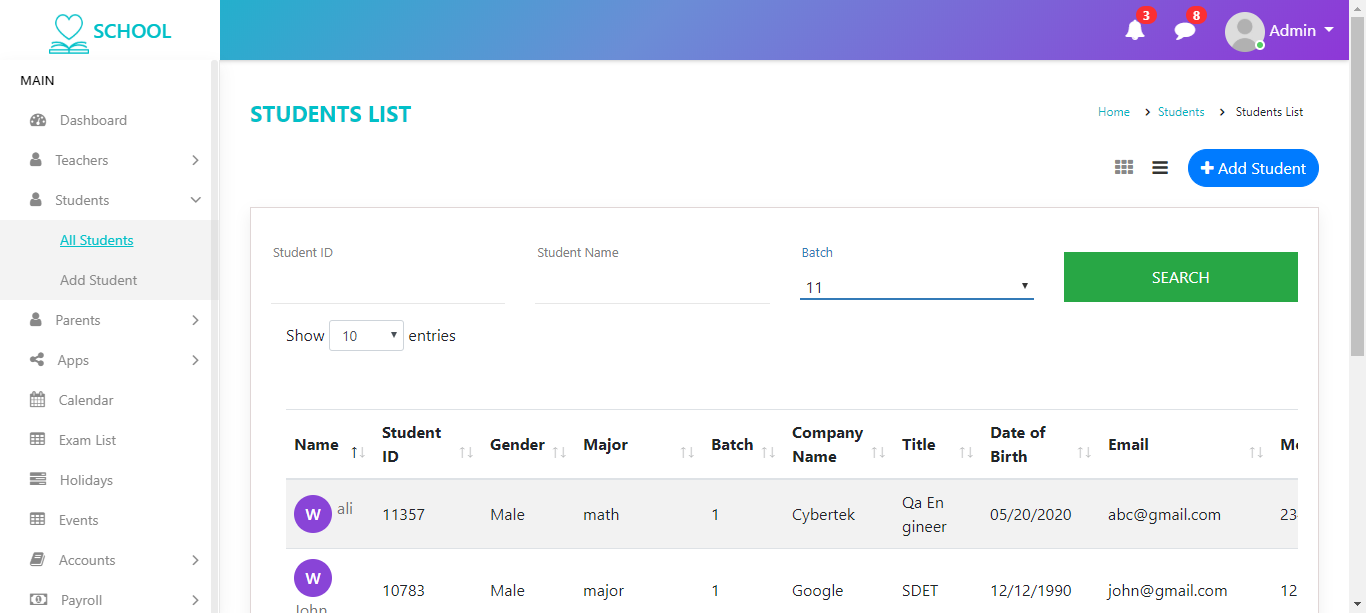 SCHOOL
3
8
Admin
MAIN
Dashboard
Teachers
Students
All Students
Add Student
Parents
Apps
Calendar
Exam List
Holidays
Events
Accounts
Payroll
STUDENTS LIST
Home > Students > Students List
Add Student
Student ID
Student Name
Batch
11
SEARCH
Show 10 entries
Name Student ID Gender Major Batch Company Name Title Date of Birth Email
W ali 11357 Male math 1 Cybertek Qa En gineer 05/20/2020 abc@gmail.com 23
W John 10783 Male major 1 Google SDET 12/12/1990 john@gmail.com 12